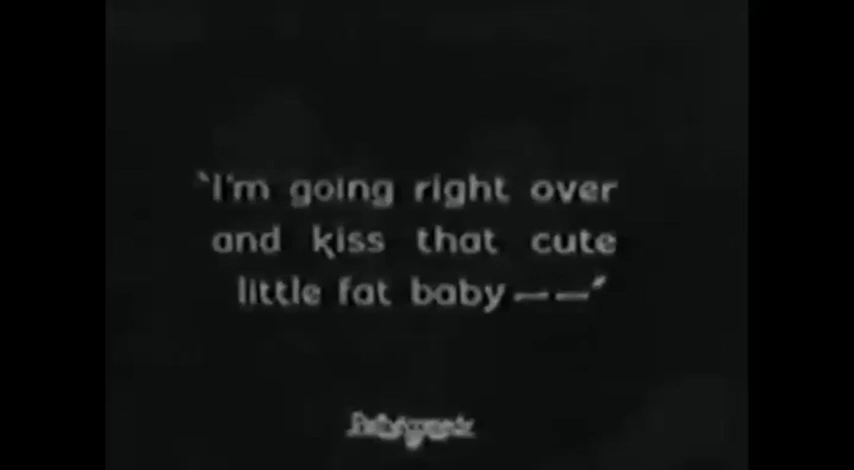 ‘I'm going right over
and kiss that cute
little fat baby — —’